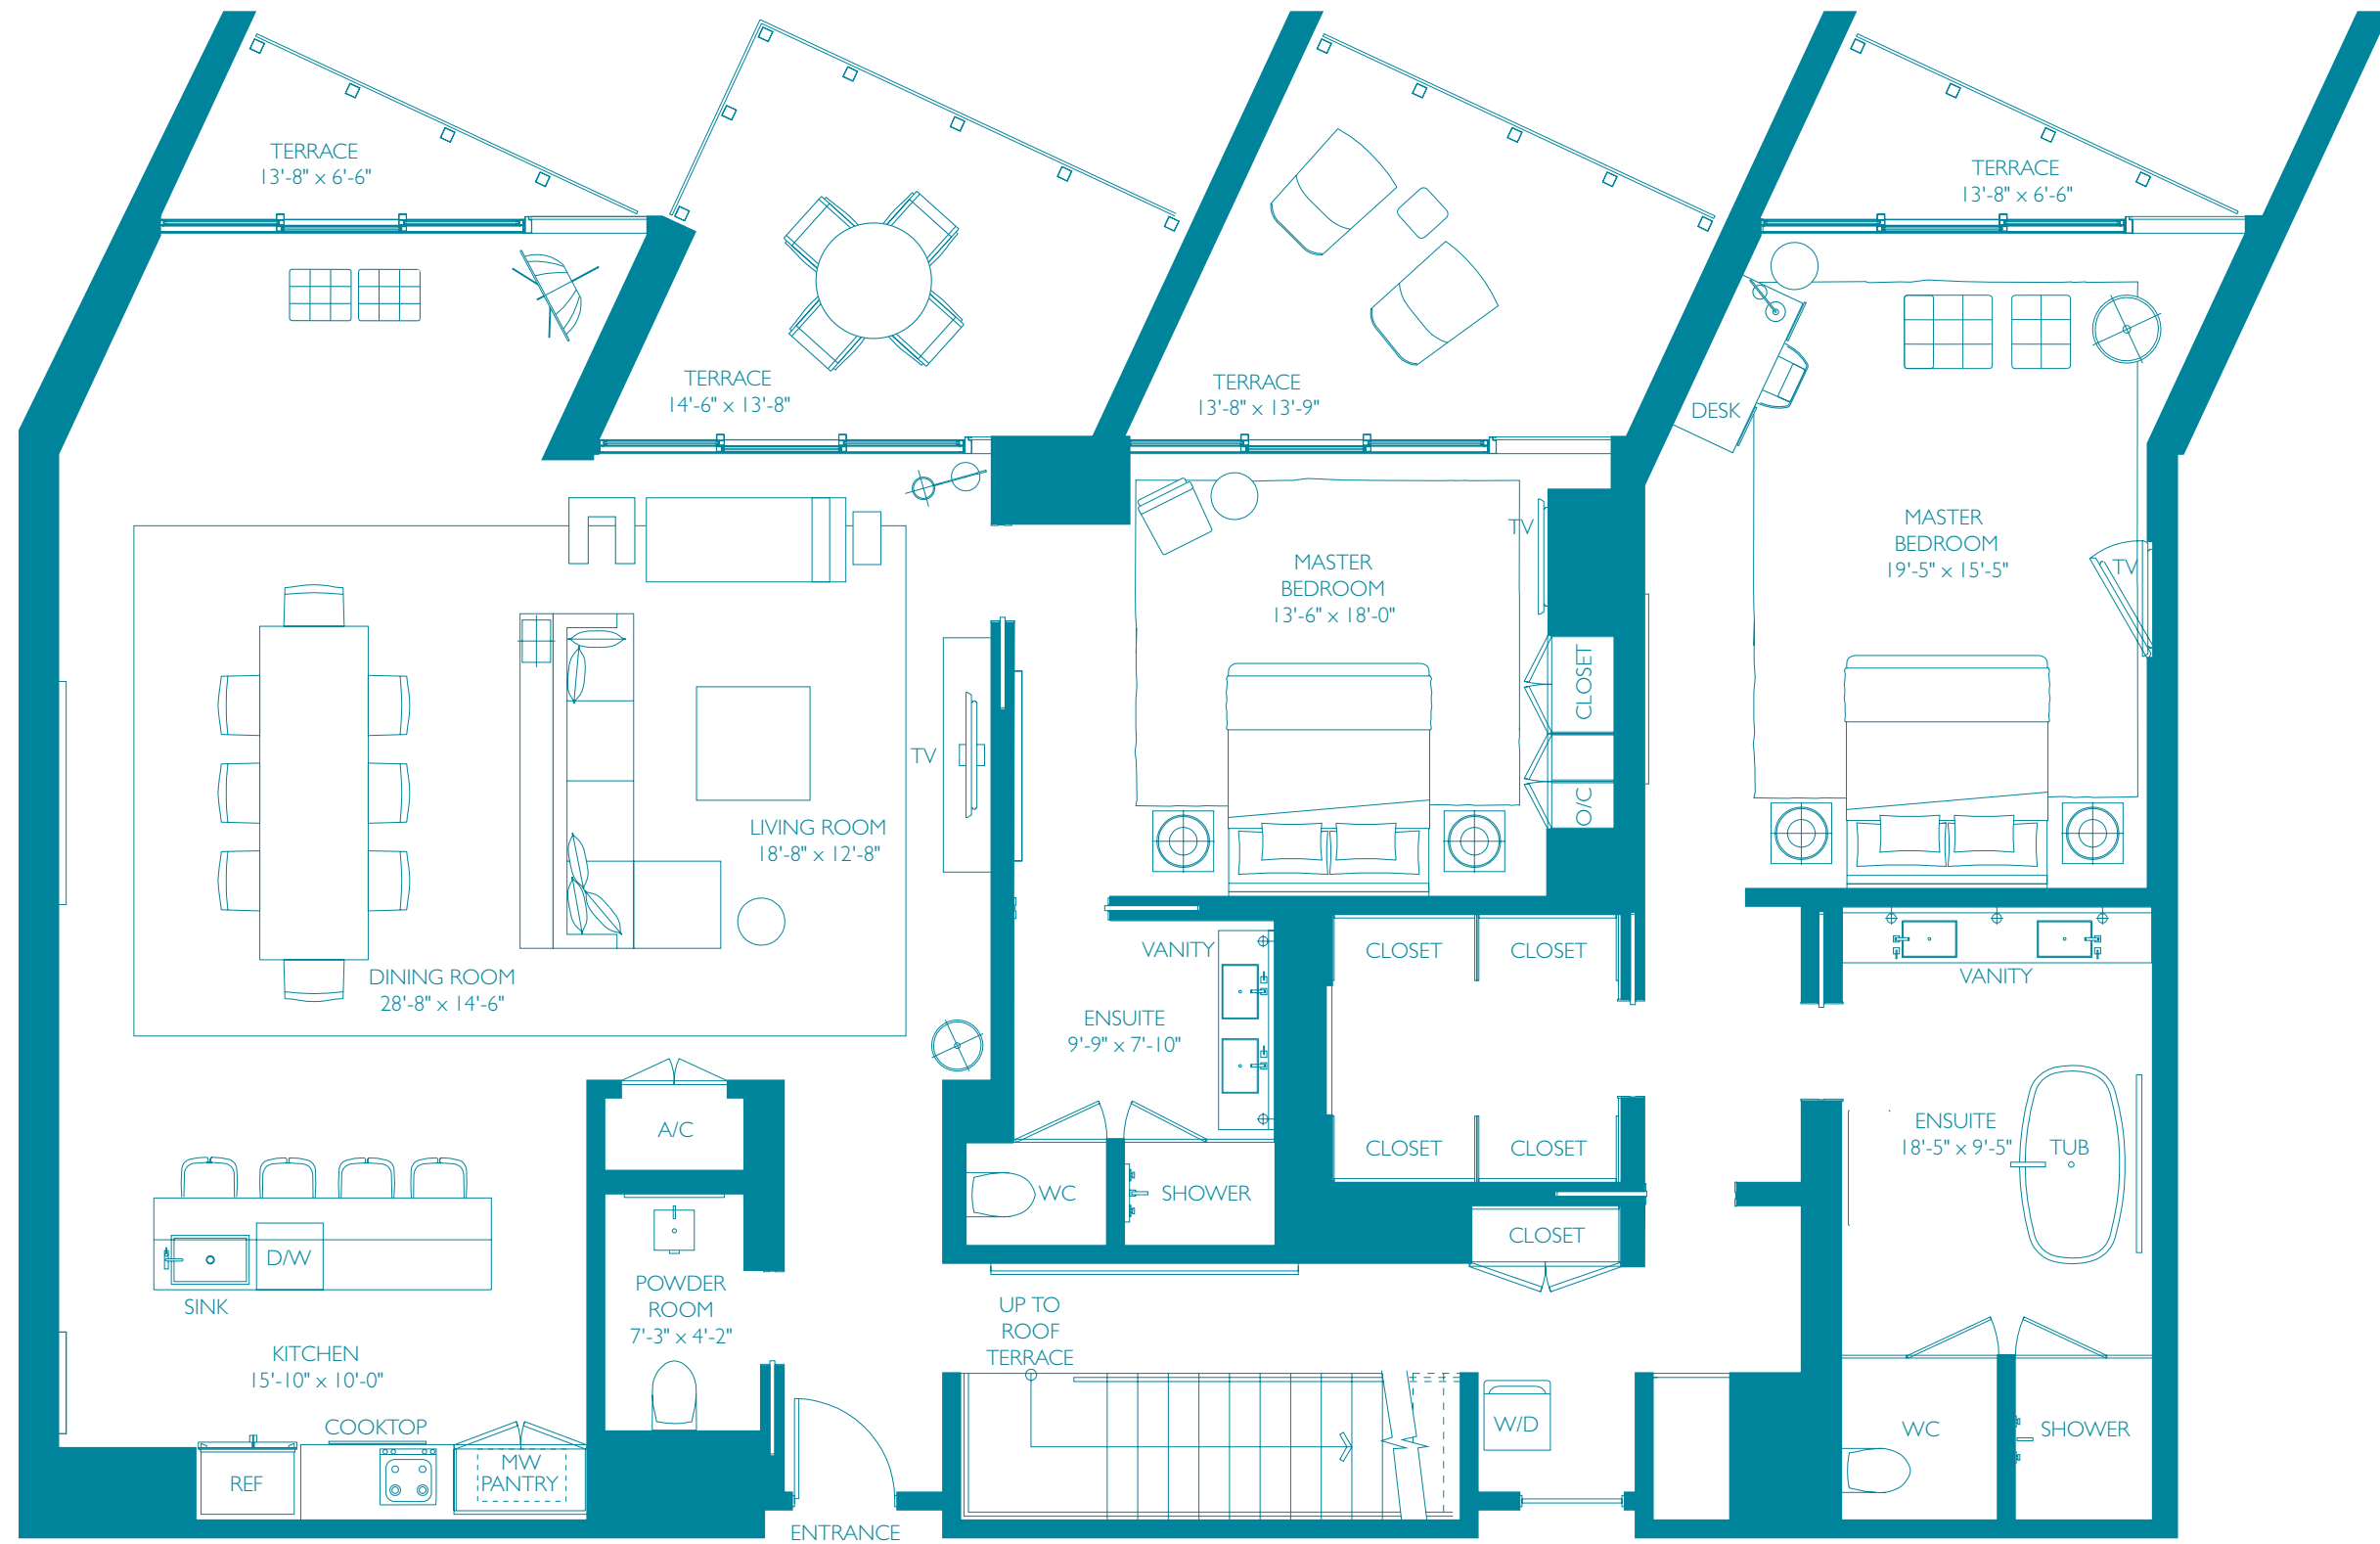 TERRACE
13'-8" x 6'-6"
TERRACE
14'-6" x 13'-8"
TERRACE
13'-8" x 13'-9"
TERRACE
13'-8" x 6'-6"
DESK
MASTER
BEDROOM
13'-6" x 18'-0"
TV
MASTER
BEDROOM
19'-5" x 15'-5"
TV
CLOSET
O/C
TV
LIVING ROOM
18'-8" x 12'-8"
DINING ROOM
28'-8" x 14'-6"
VANITY
ENSUITE
9'-9" x 7'-10"
CLOSET
CLOSET
CLOSET
CLOSET
VANITY
ENSUITE
18'-5" x 9'-5"
TUB
A/C
WC
SHOWER
CLOSET
D/W
SINK
POWDER
ROOM
7'-3" x 4'-2"
UP TO
ROOF
TERRACE
KITCHEN
15'-10" x 10'-0"
COOKTOP
REF
MW
PANTRY
W/D
WC
SHOWER
ENTRANCE